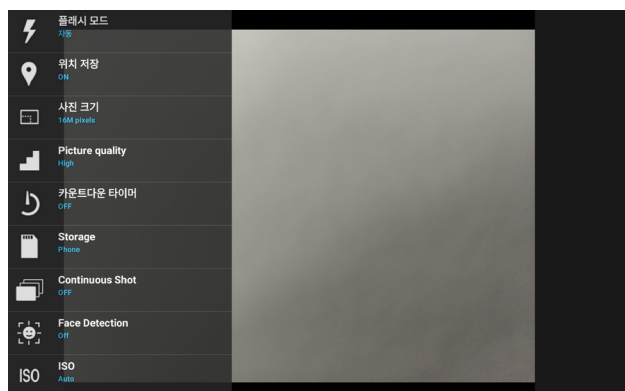 플래시 모드
자동
위치 저장
ON
사진 크기
16M pixels
Picture quality
High
카운트다운 타이머
OFF
Storage
Phone
Continuous Shot
OFF
Face Detection
Off
ISO
ISO
Auto